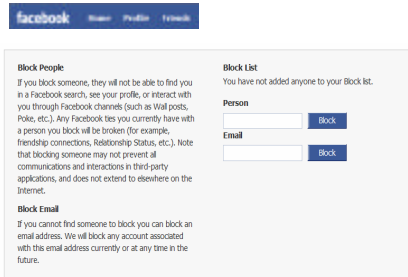 facebook Home Profile Friends
Block People
If you block someone, they will not be able to find you
in a Facebook search, see your profile, or interact with
you through Facebook channels (such as Wall posts,
Poke, etc.). Any Facebook ties you currently have with
a person you block will be broken (for example,
friendship connections, Relationship Status, etc.). Note
that blocking someone may not prevent all
communications and interactions in third-party
applications, and does not extend to elsewhere on the
Internet.
Block Email
If you cannot find someone to block you can block an
email address. We will block any account associated
with this email address currently or at any time in the
future.
Block List
You have not added anyone to your Block list.
Person
Block
Email
Block